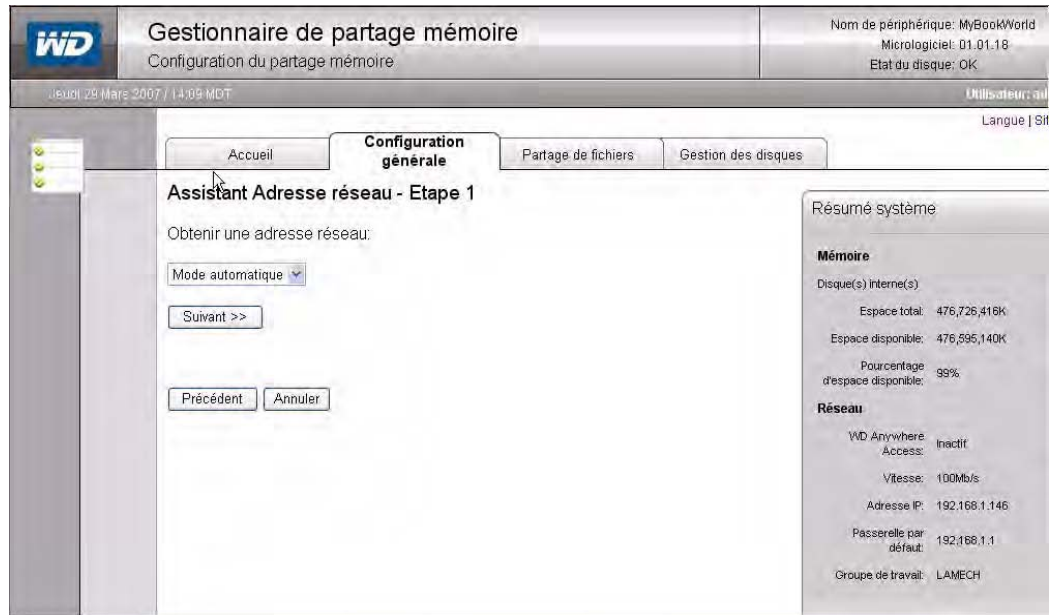 WD
Gestionnaire de partage mémoire
Configuration du partage mémoire
Nom de périphérique: MyBookWorld
Micrologiciel: 01.01.18
Etat du disque: OK
Jeudi 29 Mars 2007 / 14:09 MDT
Utilisateur:
Langue |
Accueil
Configuration
générale
Partage de fichiers
Gestion des disques
Assistant Adresse réseau - Etape 1
Obtenir une adresse réseau:
Mode automatique
Suivant >>
Précédent
Annuler
Résumé système
Mémoire
Disque(s) interne(s)
Espace total: 476,726,416K
Espace disponible: 476,595,140K
Pourcentage
d'espace disponible: 99%
Réseau
WD Anywhere
Access: Inactif
Vitesse: 100Mb/s
Adresse IP: 192.168.1.146
Passerelle par
défaut: 192.168.1.1
Groupe de travail: LAMECH